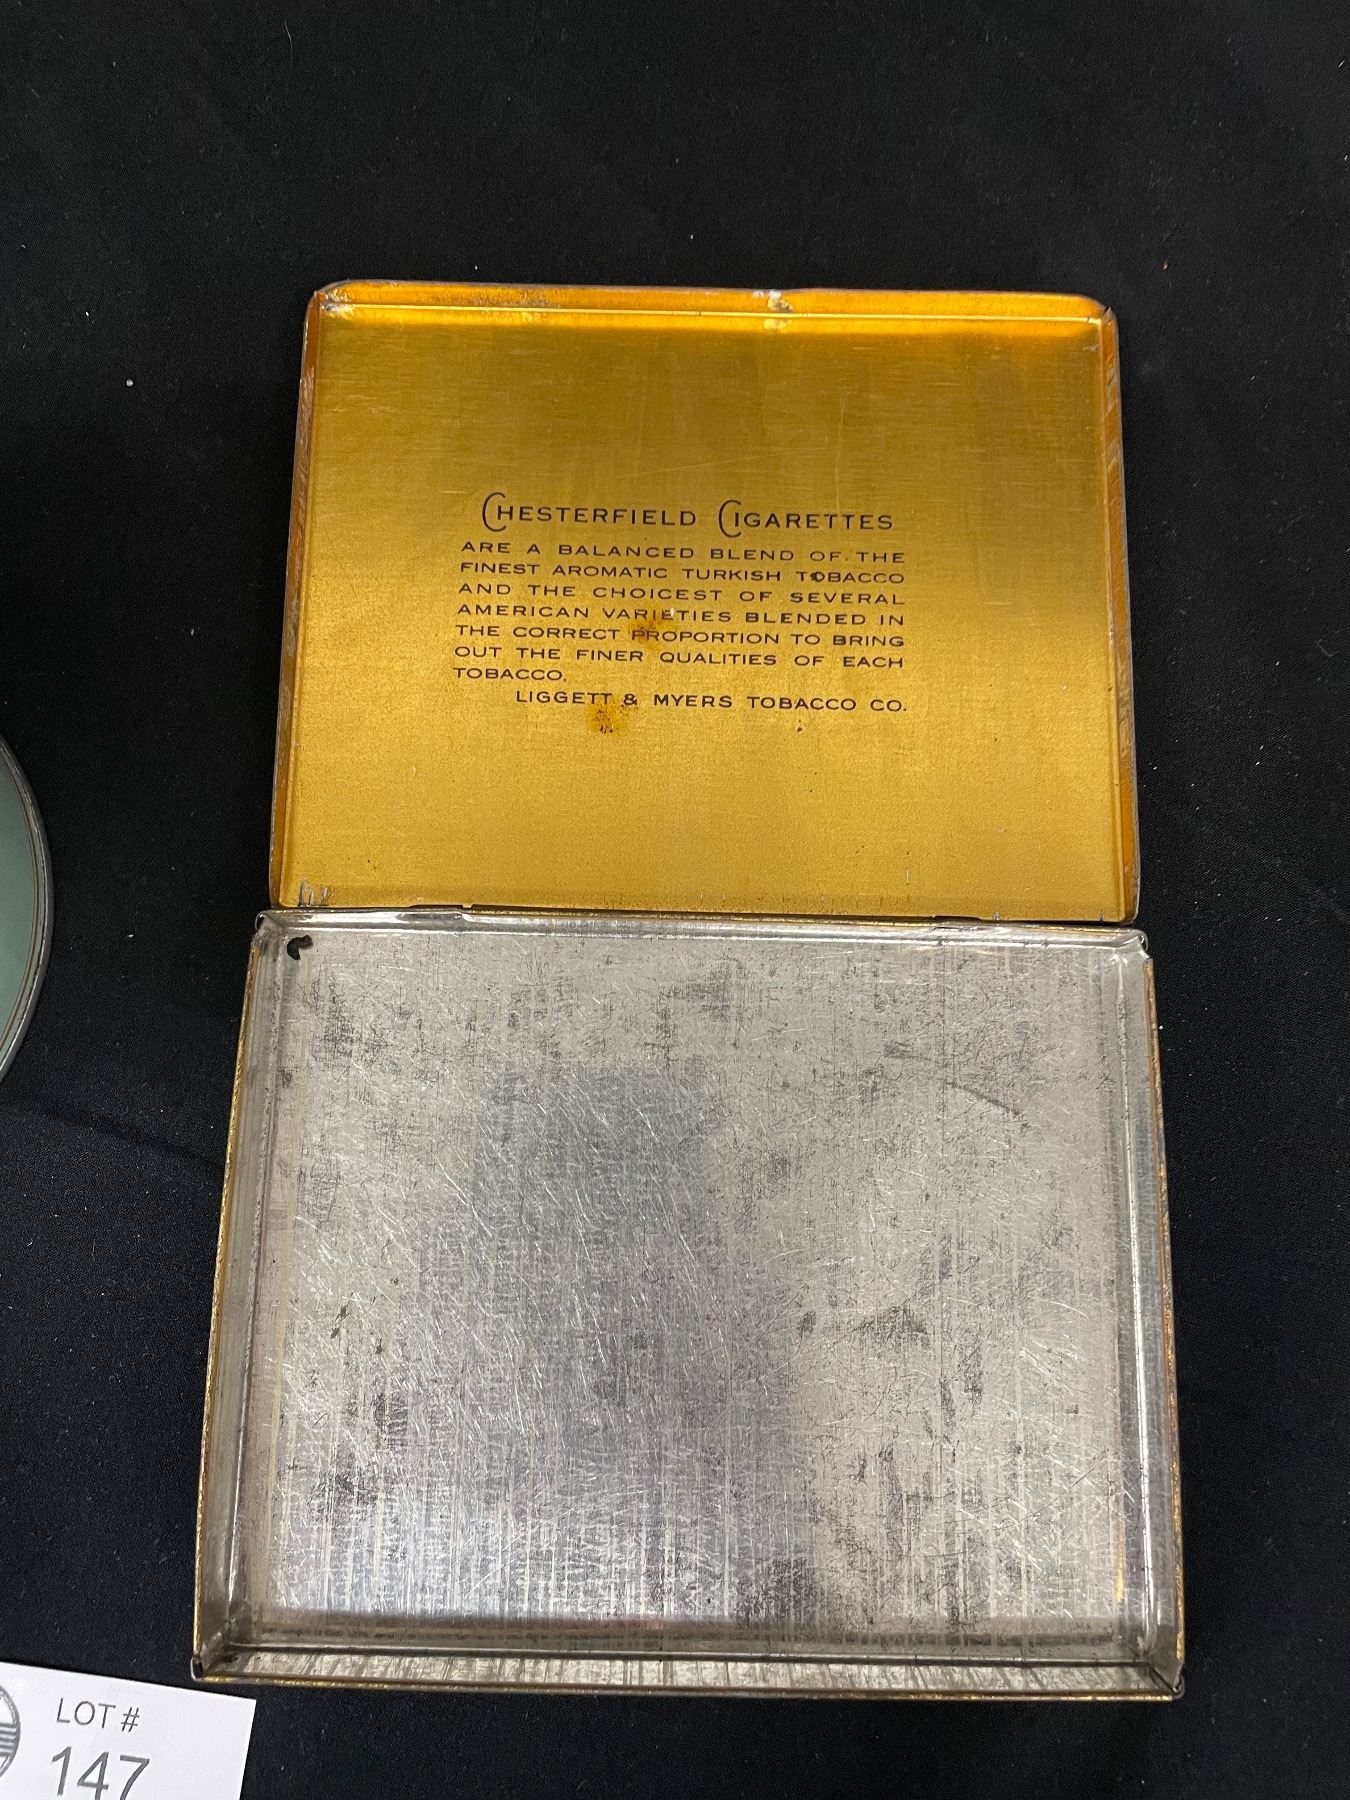 CHESTERFIELD CIGARETTES
ARE A BALANCED BLEND OF THE
FINEST AROMATIC TURKISH TOBACCO
AND THE CHOICEST OF SEVERAL
AMERICAN VARIETIES BLENDED IN
THE CORRECT PROPORTION TO BRING
OUT THE FINER QUALITIES OF EACH
TOBACCO.
LIGGETT & MYERS TOBACCO CO.
LOT #
147